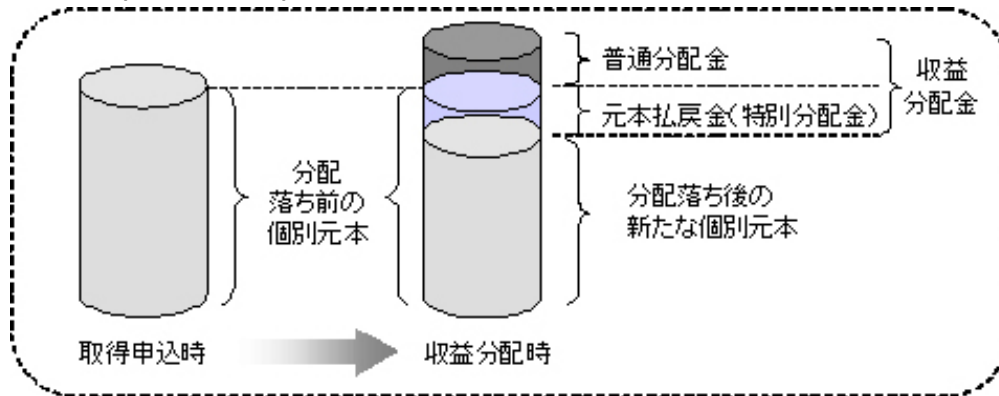 普通分配金
収益
分配金
元本払戻金(特別分配金)
分配
落ち前の
個別元本
分配落ち後の
新たな個別元本
取得申込時
収益分配時